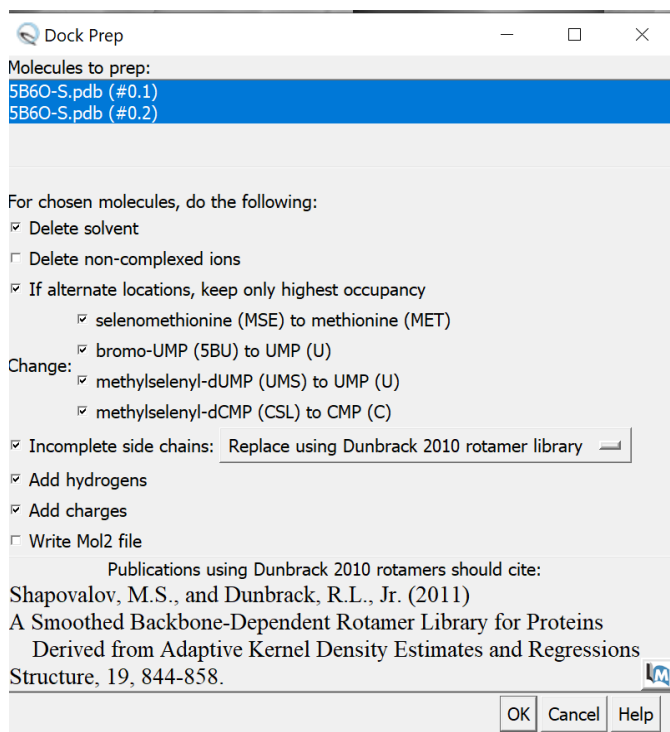 Dock Prep
Molecules to prep:
5B6O-S.pdb (#0.1)
5B6O-S.pdb (#0.2)
For chosen molecules, do the following:
Delete solvent
Delete non-complexed ions
If alternate locations, keep only highest occupancy
Change:
selenomethionine (MSE) to methionine (MET)
bromo-UMP (5BU) to UMP (U)
methylselenyl-dUMP (UMS) to UMP (U)
methylselenyl-dCMP (CSL) to CMP (C)
Incomplete side chains: Replace using Dunbrack 2010 rotamer library
Add hydrogens
Add charges
Write Mol2 file
Publications using Dunbrack 2010 rotamers should cite:
Shapovalov, M.S., and Dunbrack, R.L., Jr. (2011)
A Smoothed Backbone-Dependent Rotamer Library for Proteins
Derived from Adaptive Kernel Density Estimates and Regressions
Structure, 19, 844-858.
OK Cancel Help